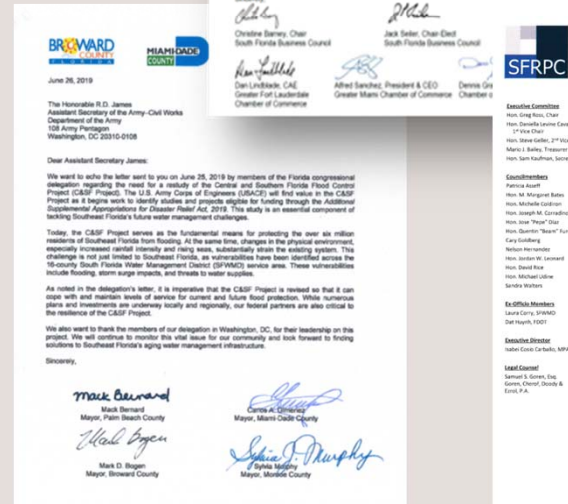 BROWARD
COUNTY
FLORIDA
MIAMI-DADE
COUNTY
June 26, 2019
The Honorable R.D. James
Assistant Secretary of the Army-Civil Works
Department of the Army
108 Army Pentagon
Washington, DC 20310-0108
Dear Assistant Secretary James:
We want to echo the letter sent to you on June 25, 2019 by members of the Florida congressional
delegation regarding the need for a restudy of the Central and Southern Florida Flood Control
Project (C&SF Project). The U.S. Army Corps of Engineers (USACE) will find value in the C&SF
Project as it begins work to identify studies and projects eligible for funding through the Additional
Supplemental Appropriations for Disaster Relief Act, 2019. This study is an essential component of
tackling Southeast Florida's future water management challenges.
Today, the C&SF Project serves as the fundamental means for protecting the over six million
residents of Southeast Florida from flooding. At the same time, changes in the physical environment,
especially increased rainfall intensity and rising seas, substantially strain the existing system. This
challenge is not just limited to Southeast Florida, as vulnerabilities have been identified across the
16-county South Florida Water Management District (SFWMD) service area. These vulnerabilities
include flooding, storm surge impacts, and threats to water supplies.
As noted in the delegation's letter, it is imperative that the C&SF Project is revised so that it can
cope with and maintain levels of service for current and future flood protection. While numerous
plans and investments are underway locally and regionally, our federal partners are also critical to
the resilience of the C&SF Project.
We also want to thank the members of our delegation in Washington, DC, for their leadership on this
project. We will continue to monitor this vital issue for our community and look forward to finding
solutions to Southeast Florida's aging water management infrastructure.
Sincerely,
Mack Bernard
Mack Bernard
Mayor, Palm Beach County
Carlos A. Gimenez
Mayor, Miami Dade County
Mark Bogen
Mark D. Bogen
Mayor, Broward County
Sylvia J. Murphy
Sylvia Murphy
Mayor, Monroe County
Christine Barney, Chair
South Florida Business Council
Jack Seiler, Chair-Elect
South Florida Business Council
Dan Lindblade
Dan Lindblade, CAE
Greater Fort Lauderdale
Chamber of Commerce
Alfred Sanchez, President & CEO
Greater Miami Chamber of Commerce
Dennis Gra
Chamber o
SFRPC
Executive Committee
Hon. Greg Ross, Chair
Hon. Daniella Levine Cava
1st Vice Chair
Hon. Steve Geller, 2nd Vice
Mario J. Bailey, Treasurer
Hon. Sam Kaufman, Secre
Councilmembers
Patricia Asseff
Hon. M. Margaret Bates
Hon. Michelle Coldiron
Hon. Joseph M. Corradino
Hon. Jose "Pepe" Diaz
Hon. Quentin "Beam" Fur
Cary Goldberg
Nelson Hernandez
Hon. Jordan W. Leonard
Hon. David Rice
Hon. Michael Udine
Sandra Walters
Ex-Officio Members
Laura Corry, SFWMD
Dat Huynh, FDOT
Executive Director
Isabel Cosio Carballo, MPA
Legal Counsel
Samuel S. Goren, Esq.
Goren, Cherof, Doody &
Ezrol, P.A.